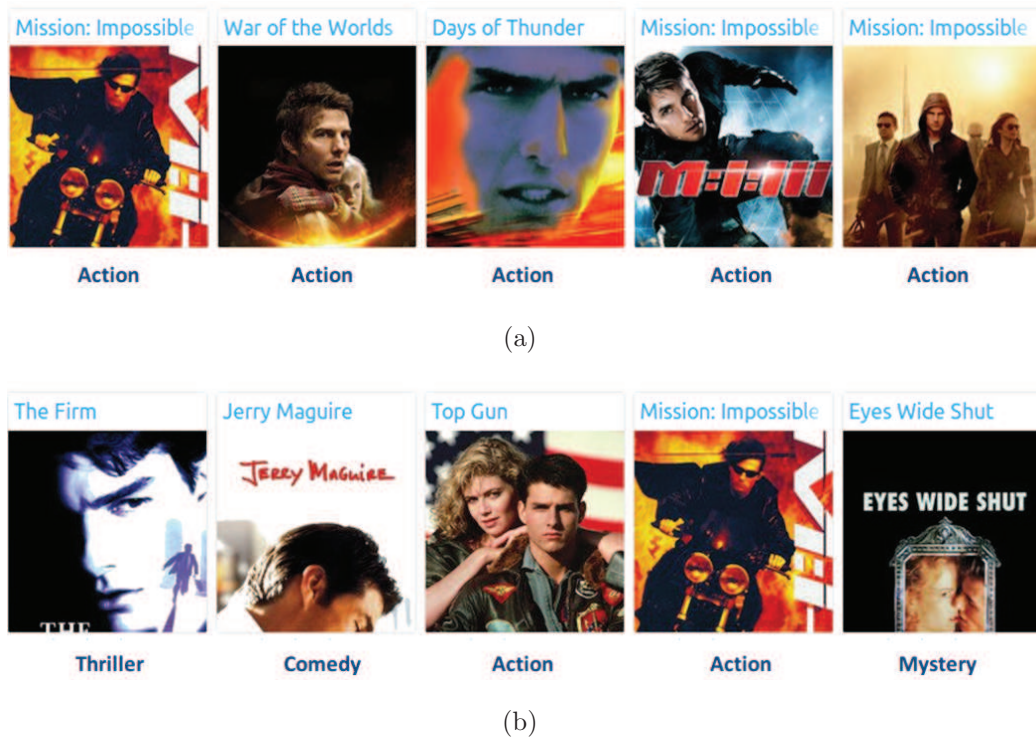 Mission: Impossible War of the Worlds Days of Thunder Mission: Impossible Mission: Impossible
M:I:III
Action Action Action Action Action
(a)
The Firm Jerry Maguire Top Gun Mission: Impossible Eyes Wide Shut
JERRY MAGUIRE
EYES WIDE SHUT
THE
Thriller Comedy Action Action Mystery
(b)